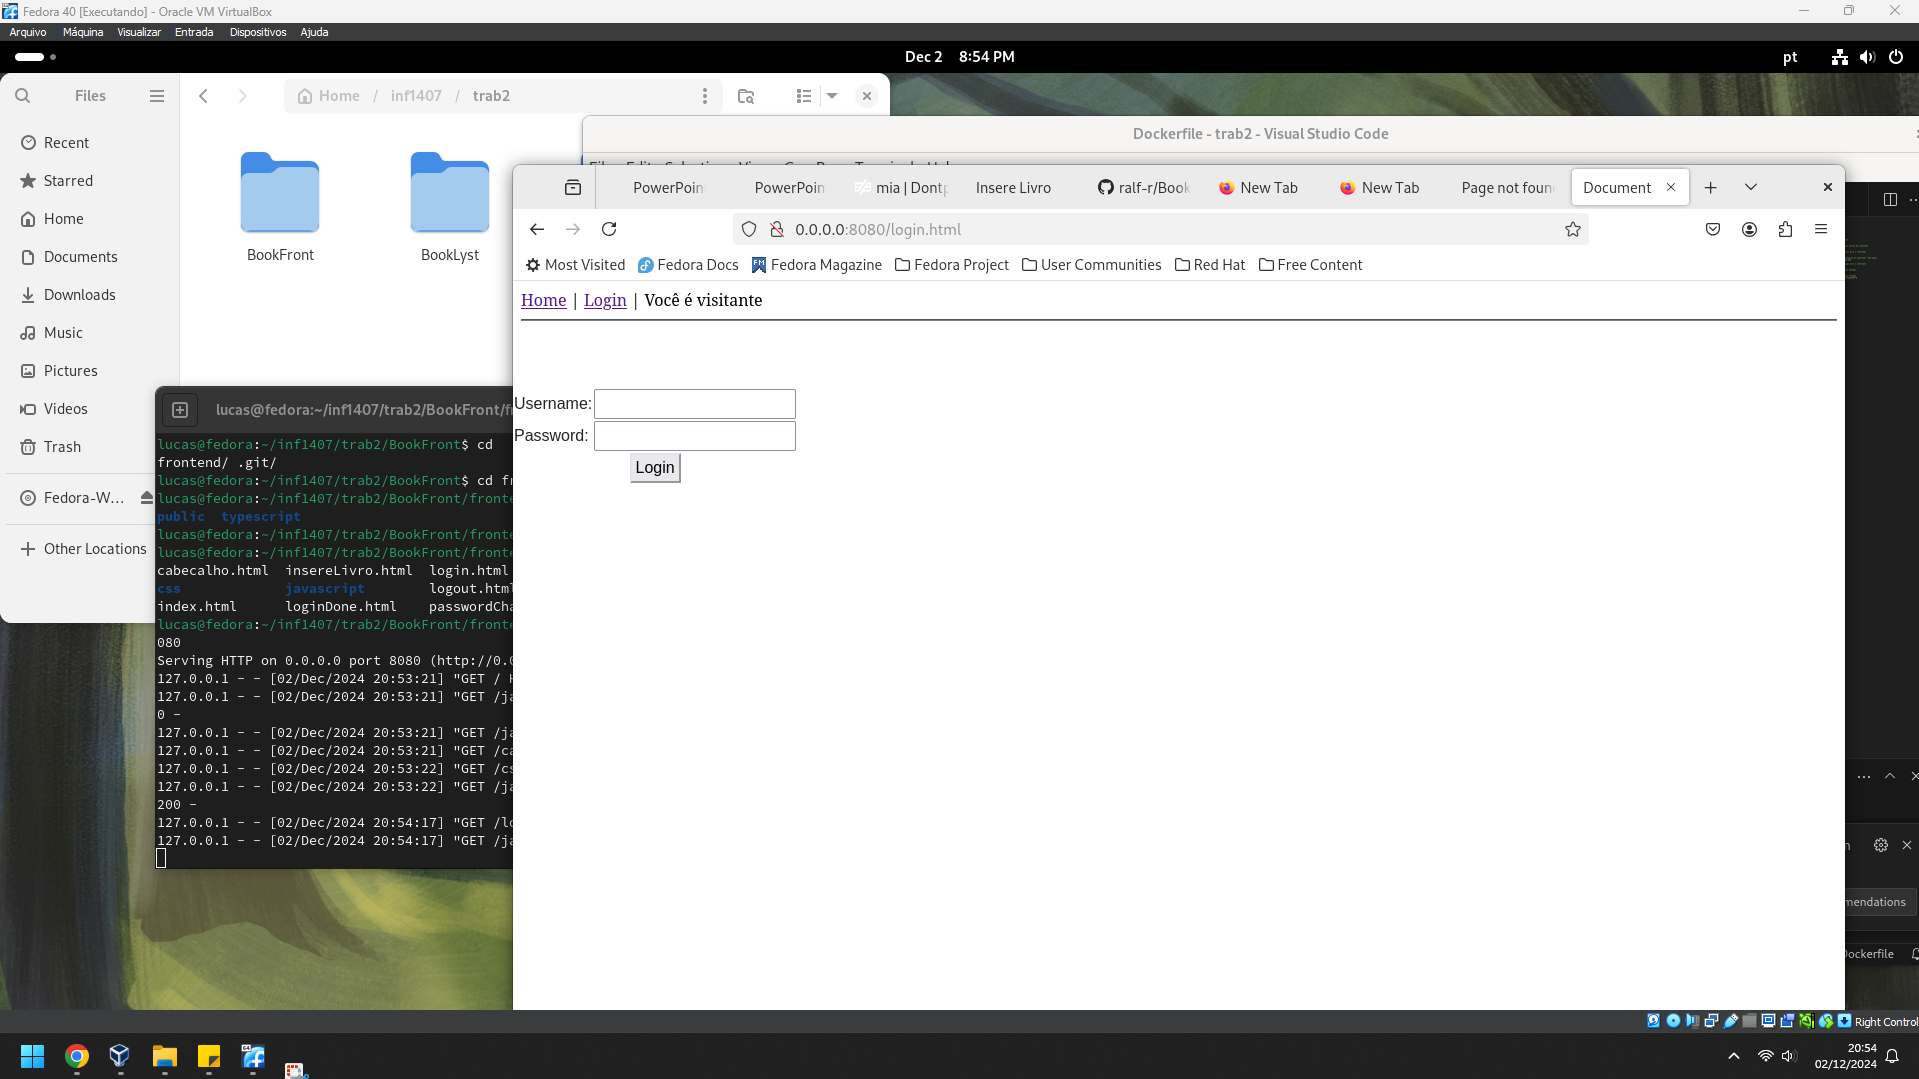 Fedora 40 [Executando] - Oracle VM VirtualBox
Arquivo Máquina Visualizar Entrada Dispositivos Ajuda
Dec 2 8:54 PM
pt
Files
Home / inf1407 / trab2
Recent
Starred
Home
Documents
Downloads
Music
Pictures
Videos
Trash
Fedora-W...
Other Locations
BookFront
BookLyst
Dockerfile - trab2 - Visual Studio Code
PowerPoin
PowerPoin
mia | Dontp
Insere Livro
ralf-r/Book
New Tab
New Tab
Page not foun
Document
0.0.0.0:8080/login.html
Most Visited Fedora Docs Fedora Magazine Fedora Project User Communities Red Hat Free Content
Home | Login | Você é visitante
Username:
Password:
Login
lucas@fedora:~/inf1407/trab2/BookFront/fr
lucas@fedora:~/inf1407/trab2/BookFront$ cd
frontend/ .git/
lucas@fedora:~/inf1407/trab2/BookFront$ cd fr
lucas@fedora:~/inf1407/trab2/BookFront/fronte
public typescript
lucas@fedora:~/inf1407/trab2/BookFront/fronte
lucas@fedora:~/inf1407/trab2/BookFront/fronte
cabecalho.html insereLivro.html login.html
css javascript logout.html
index.html loginDone.html passwordCha
lucas@fedora:~/inf1407/trab2/BookFront/fronte
080
Serving HTTP on 0.0.0.0 port 8080 (http://0.0
127.0.0.1 - - [02/Dec/2024 20:53:21] "GET / H
127.0.0.1 - - [02/Dec/2024 20:53:21] "GET /ja
0 -
127.0.0.1 - - [02/Dec/2024 20:53:21] "GET /ja
127.0.0.1 - - [02/Dec/2024 20:53:21] "GET /ca
127.0.0.1 - - [02/Dec/2024 20:53:22] "GET /cs
127.0.0.1 - - [02/Dec/2024 20:53:22] "GET /ja
200 -
127.0.0.1 - - [02/Dec/2024 20:54:17] "GET /lo
127.0.0.1 - - [02/Dec/2024 20:54:17] "GET /ja
mendations
Dockerfile
Right Control
20:54
02/12/2024